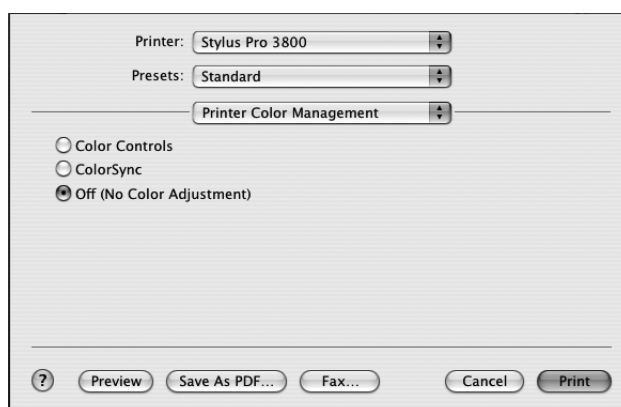 Printer: Stylus Pro 3800
Presets: Standard
Printer Color Management
Color Controls
ColorSync
Off (No Color Adjustment)
? Preview Save As PDF... Fax... Cancel Print